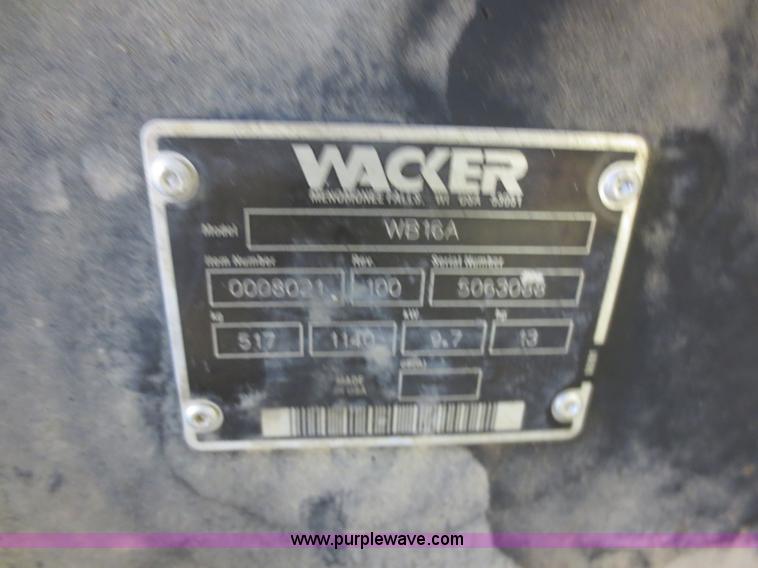 WACKER
MENOMONEE FALLS, WI USA 53051
Model WB16A
Item Number Rev. Serial Number
0008021 100
kg kW hp
517 1140 9.7 13
MADE
IN USA
www.purplewave.com